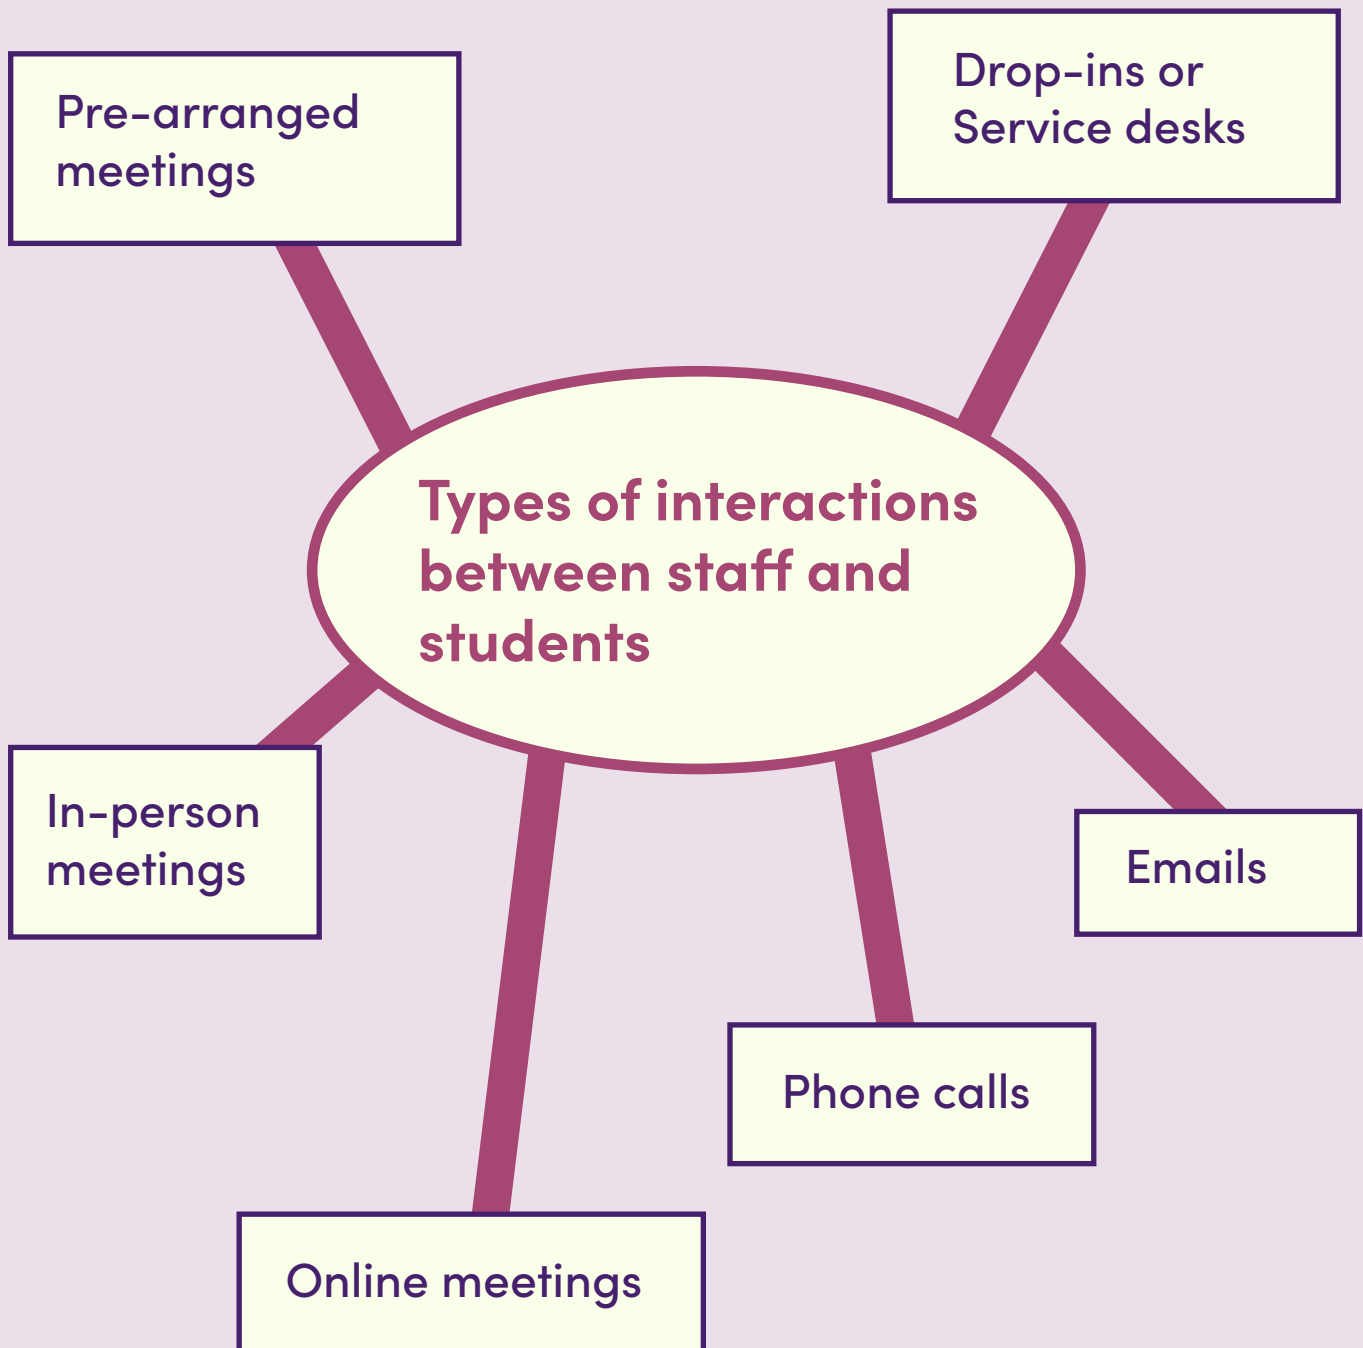 Pre-arranged
meetings
Drop-ins or
Service desks
Types of interactions
between staff and
students
In-person
meetings
Emails
Phone calls
Online meetings